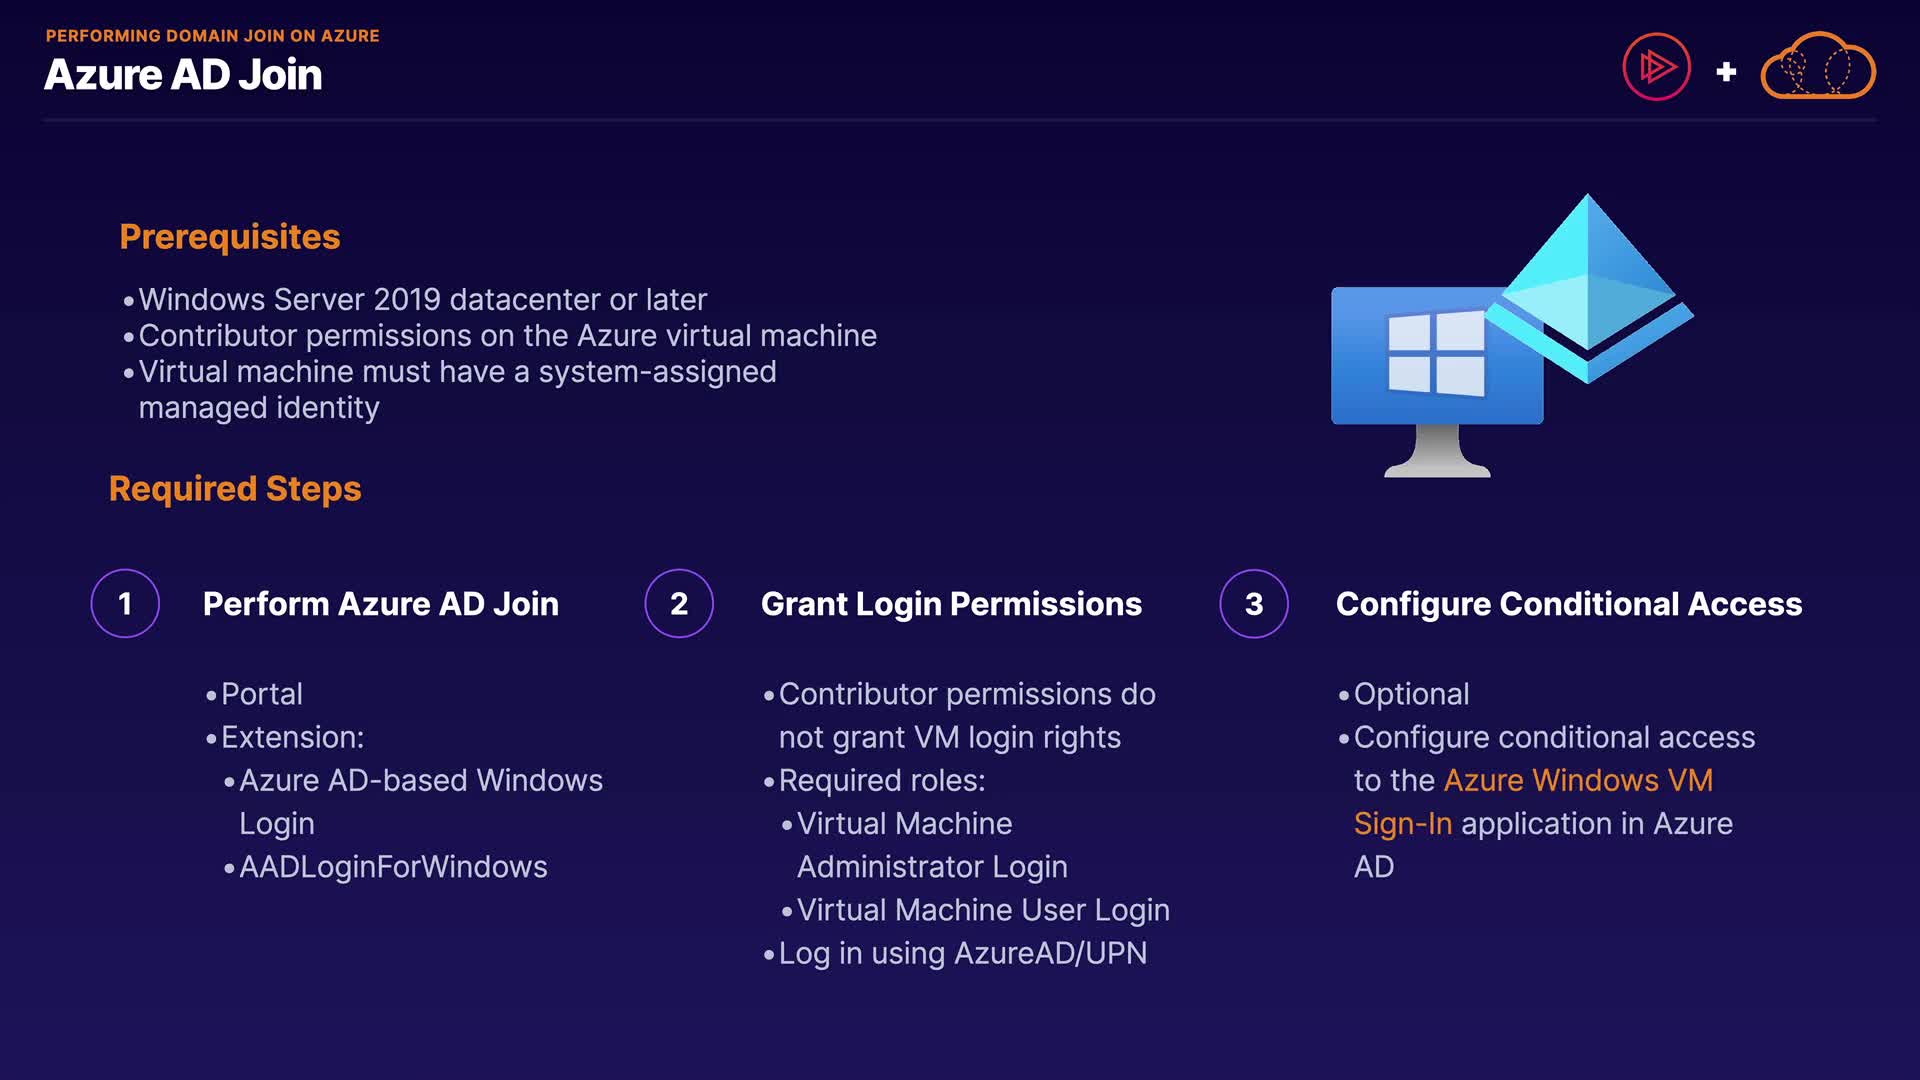 PERFORMING DOMAIN JOIN ON AZURE
Azure AD Join
Prerequisites
•Windows Server 2019 datacenter or later
•Contributor permissions on the Azure virtual machine
•Virtual machine must have a system-assigned
managed identity
Required Steps
1
Perform Azure AD Join
•Portal
•Extension:
•Azure AD-based Windows
Login
•AADLoginForWindows
2
Grant Login Permissions
•Contributor permissions do
not grant VM login rights
•Required roles:
•Virtual Machine
Administrator Login
•Virtual Machine User Login
•Log in using AzureAD/UPN
3
Configure Conditional Access
•Optional
•Configure conditional access
to the Azure Windows VM
Sign-In application in Azure
AD